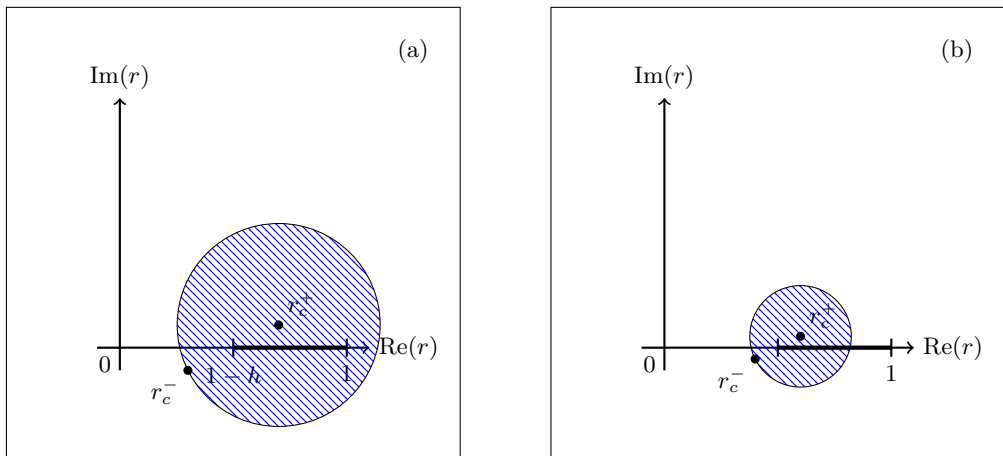 (a)
Im(r)
r_c^+
Re(r)
0
1 − h
1
r_c^-
(b)
Im(r)
r_c^+
Re(r)
0
1
r_c^-